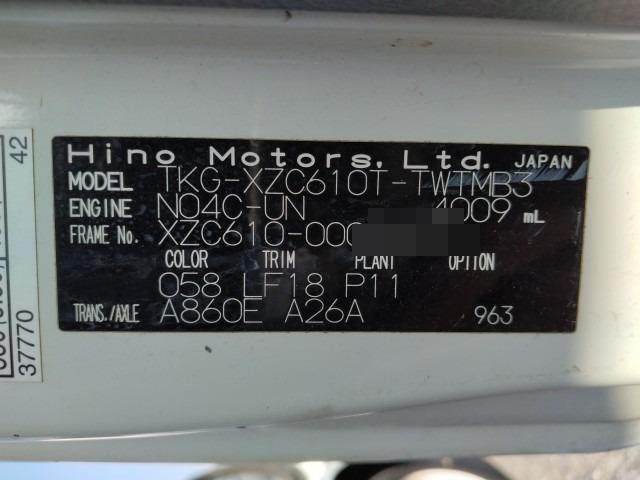 Hino Motors, Ltd. JAPAN
MODEL TKG-XZC610T-TWTMB3
ENGINE N04C-UN 4009 mL
FRAME No. XZC610-000
COLOR TRIM PLANT OPTION
058 LF18 P11
TRANS./AXLE A860E A26A 963
42
37770